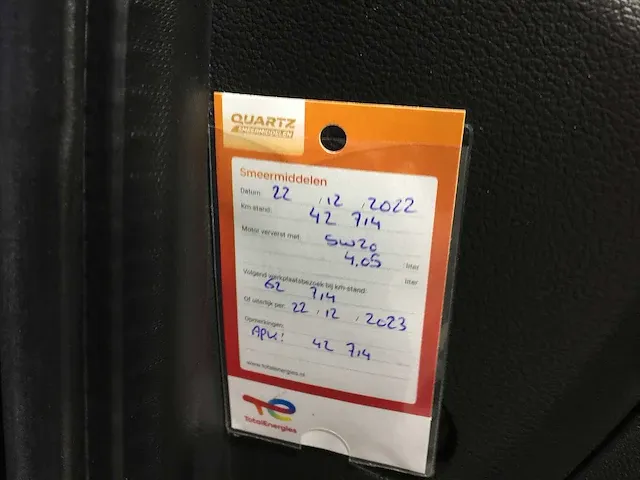 QUARTZ
SMEERMIDDELEN
Smeermiddelen
Datum: 22 , 12 , 2022
Km-stand: 42 714
Motor ververst met: 5W20
4,05 liter
liter
Volgend werkplaatsbezoek bij km-stand:
62 714
Of uiterlijk per: 22 , 12 , 2023
Opmerkingen:
APK! 42 714
www.totalenergies.nl
TotalEnergies